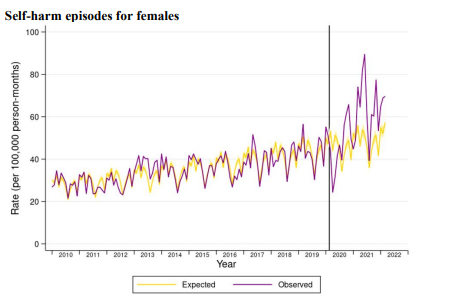 Self-harm episodes for females
100
80
60
40
20
0
Rate (per 100,000 person-months)
2010 2011 2012 2013 2014 2015 2016 2017 2018 2019 2020 2021 2022
Year
Expected Observed